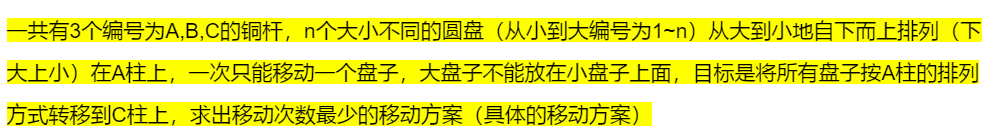 一共有3个编号为A,B,C的铜杆，n个大小不同的圆盘（从小到大编号为1~n）从大到小地自下而上排列（下
大上小）在A柱上，一次只能移动一个盘子，大盘子不能放在小盘子上面，目标是将所有盘子按A柱的排列
方式转移到C柱上，求出移动次数最少的移动方案（具体的移动方案）